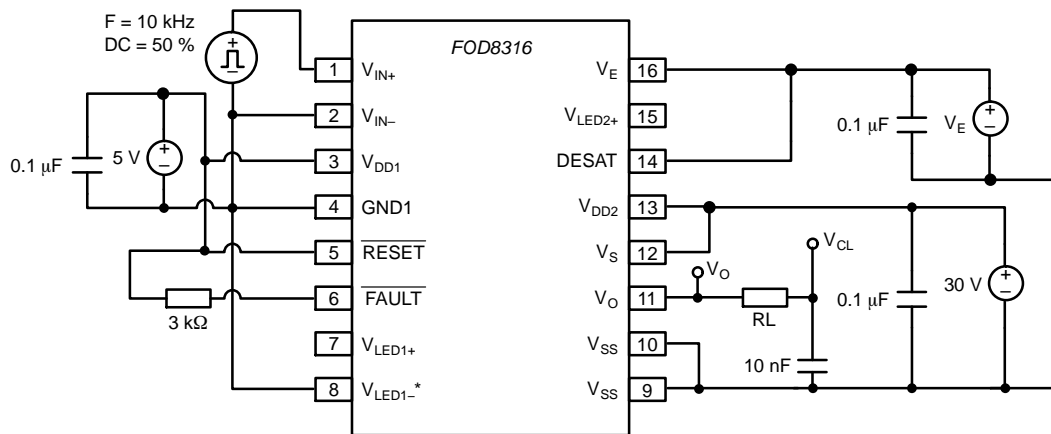 F = 10 kHz
DC = 50 %
FOD8316
+
–
1
V_IN+
V_E
16
2
V_IN–
V_LED2+
15
0.1 μF
5 V
+
–
3
V_DD1
DESAT
14
0.1 μF
V_E
+
–
4
GND1
V_DD2
13
5
R̅E̅S̅E̅T̅
V_S
12
V_CL
V_O
6
F̅A̅U̅L̅T̅
V_O
11
0.1 μF
30 V
+
–
3 kΩ
RL
7
V_LED1+
V_SS
10
10 nF
8
V_LED1–*
V_SS
9